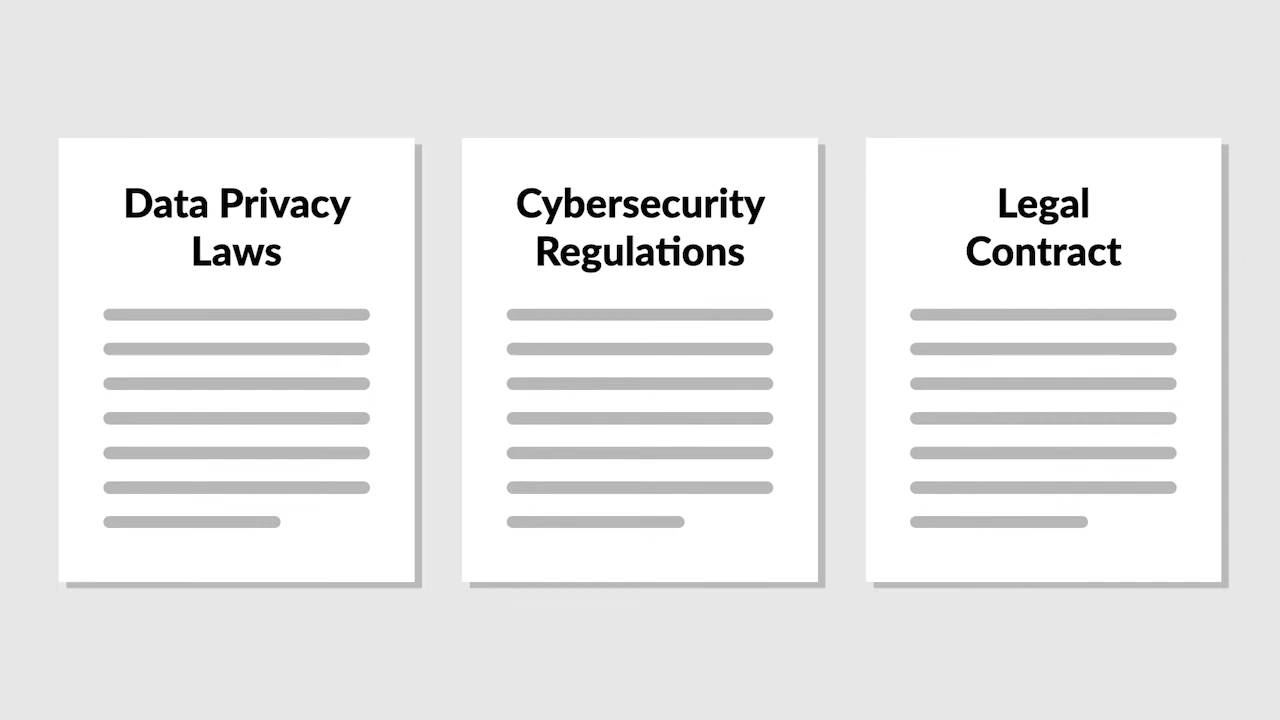 Data Privacy
Laws
Cybersecurity
Regulations
Legal
Contract